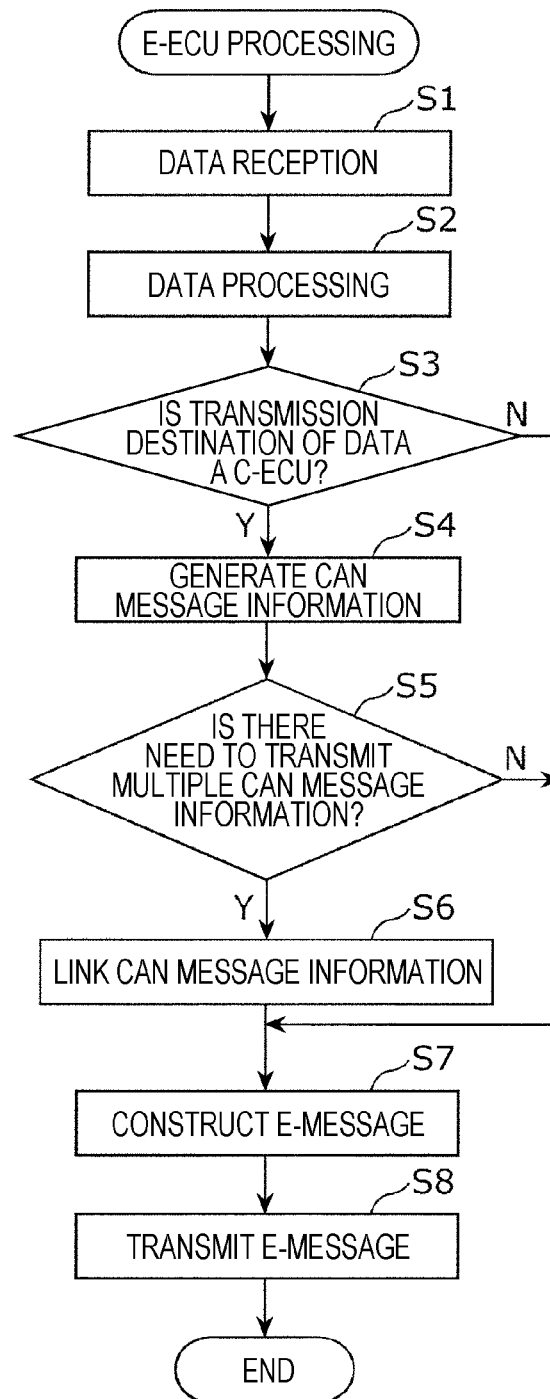 E-ECU PROCESSING
S1
DATA RECEPTION
S2
DATA PROCESSING
S3
IS TRANSMISSION
DESTINATION OF DATA
A C-ECU?
N
Y
S4
GENERATE CAN
MESSAGE INFORMATION
S5
IS THERE
NEED TO TRANSMIT
MULTIPLE CAN MESSAGE
INFORMATION?
N
Y
S6
LINK CAN MESSAGE INFORMATION
S7
CONSTRUCT E-MESSAGE
S8
TRANSMIT E-MESSAGE
END